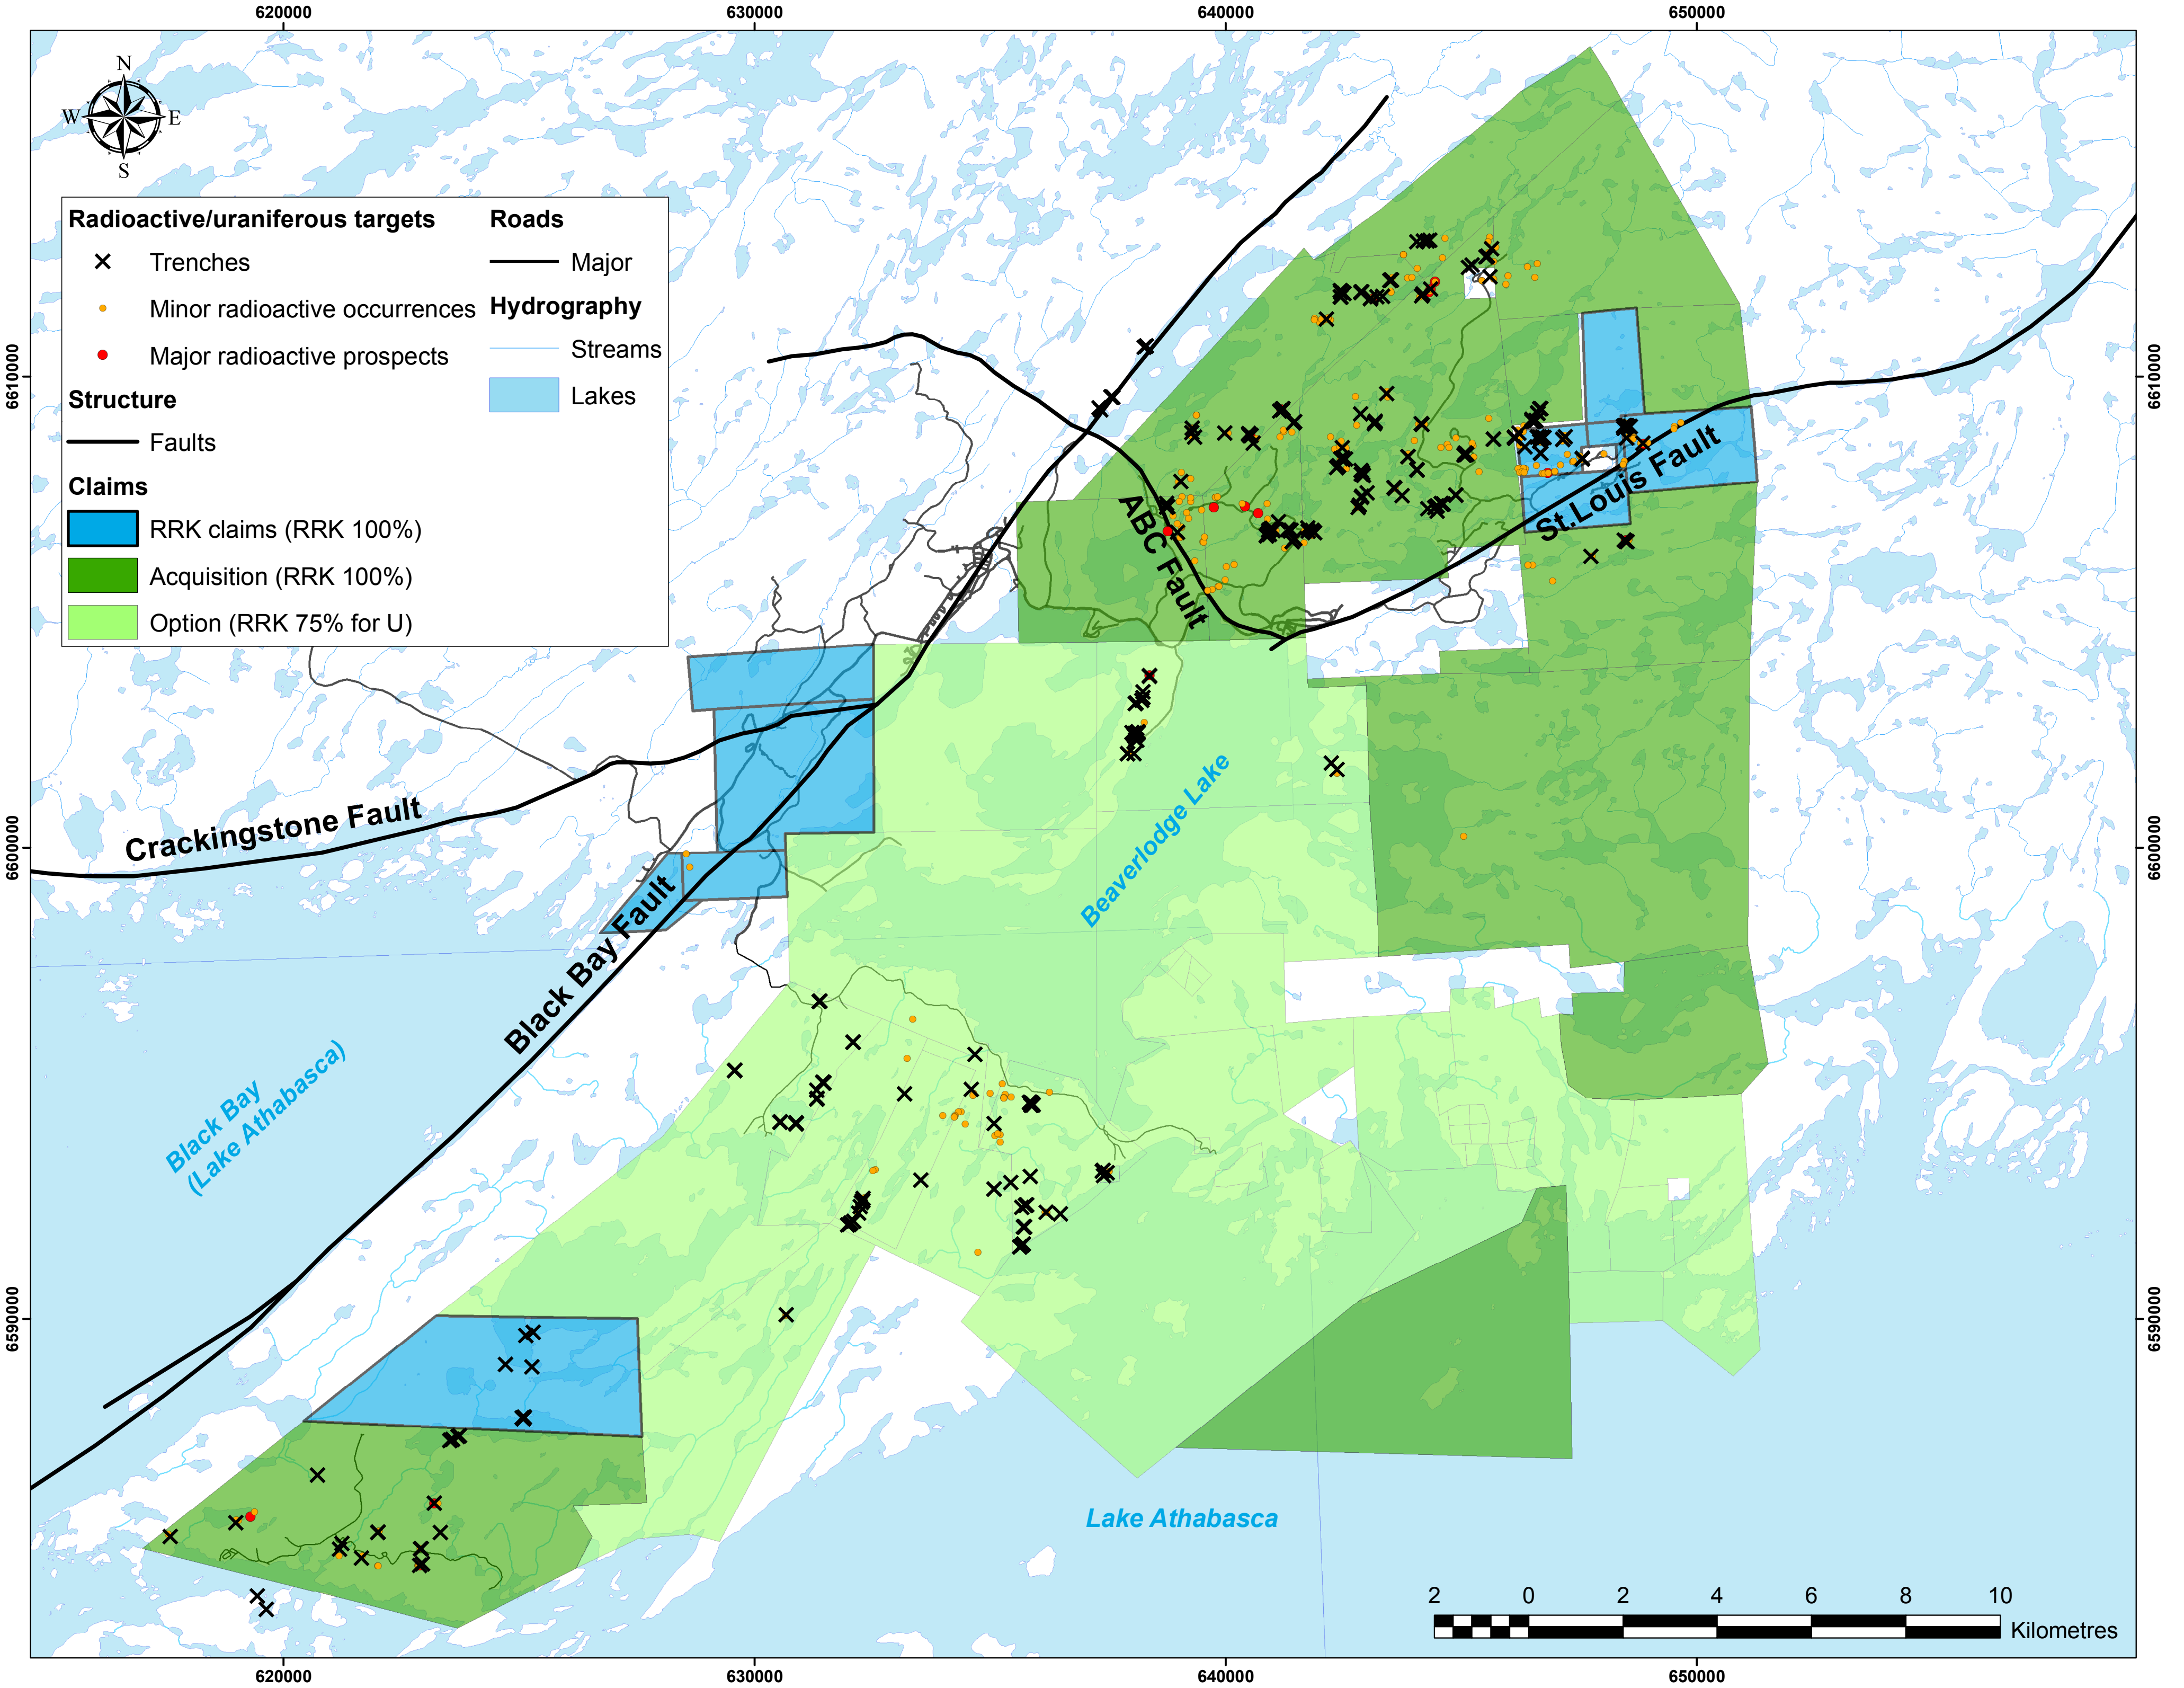 620000
630000
640000
650000
N
W
E
S
Radioactive/uraniferous targets
Trenches
Minor radioactive occurrences
Major radioactive prospects
Structure
Faults
Claims
RRK claims (RRK 100%)
Acquisition (RRK 100%)
Option (RRK 75% for U)
Roads
Major
Hydrography
Streams
Lakes
6610000
6610000
ABC Fault
St.Louis Fault
Crackingstone Fault
Beaverlodge Lake
6600000
6600000
Black Bay Fault
Black Bay
(Lake Athabasca)
6590000
6590000
Lake Athabasca
2 0 2 4 6 8 10
Kilometres
620000
630000
640000
650000